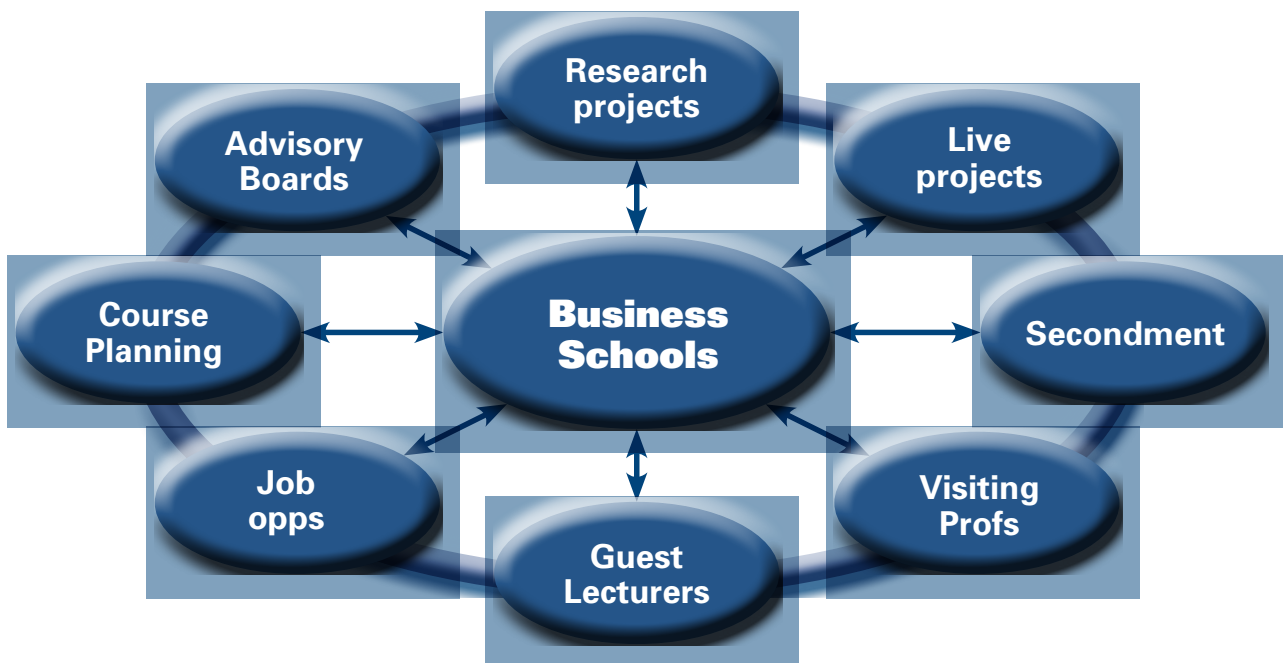 Research
projects
Advisory
Boards
Live
projects
Course
Planning
Business
Schools
Secondment
Job
opps
Visiting
Profs
Guest
Lecturers